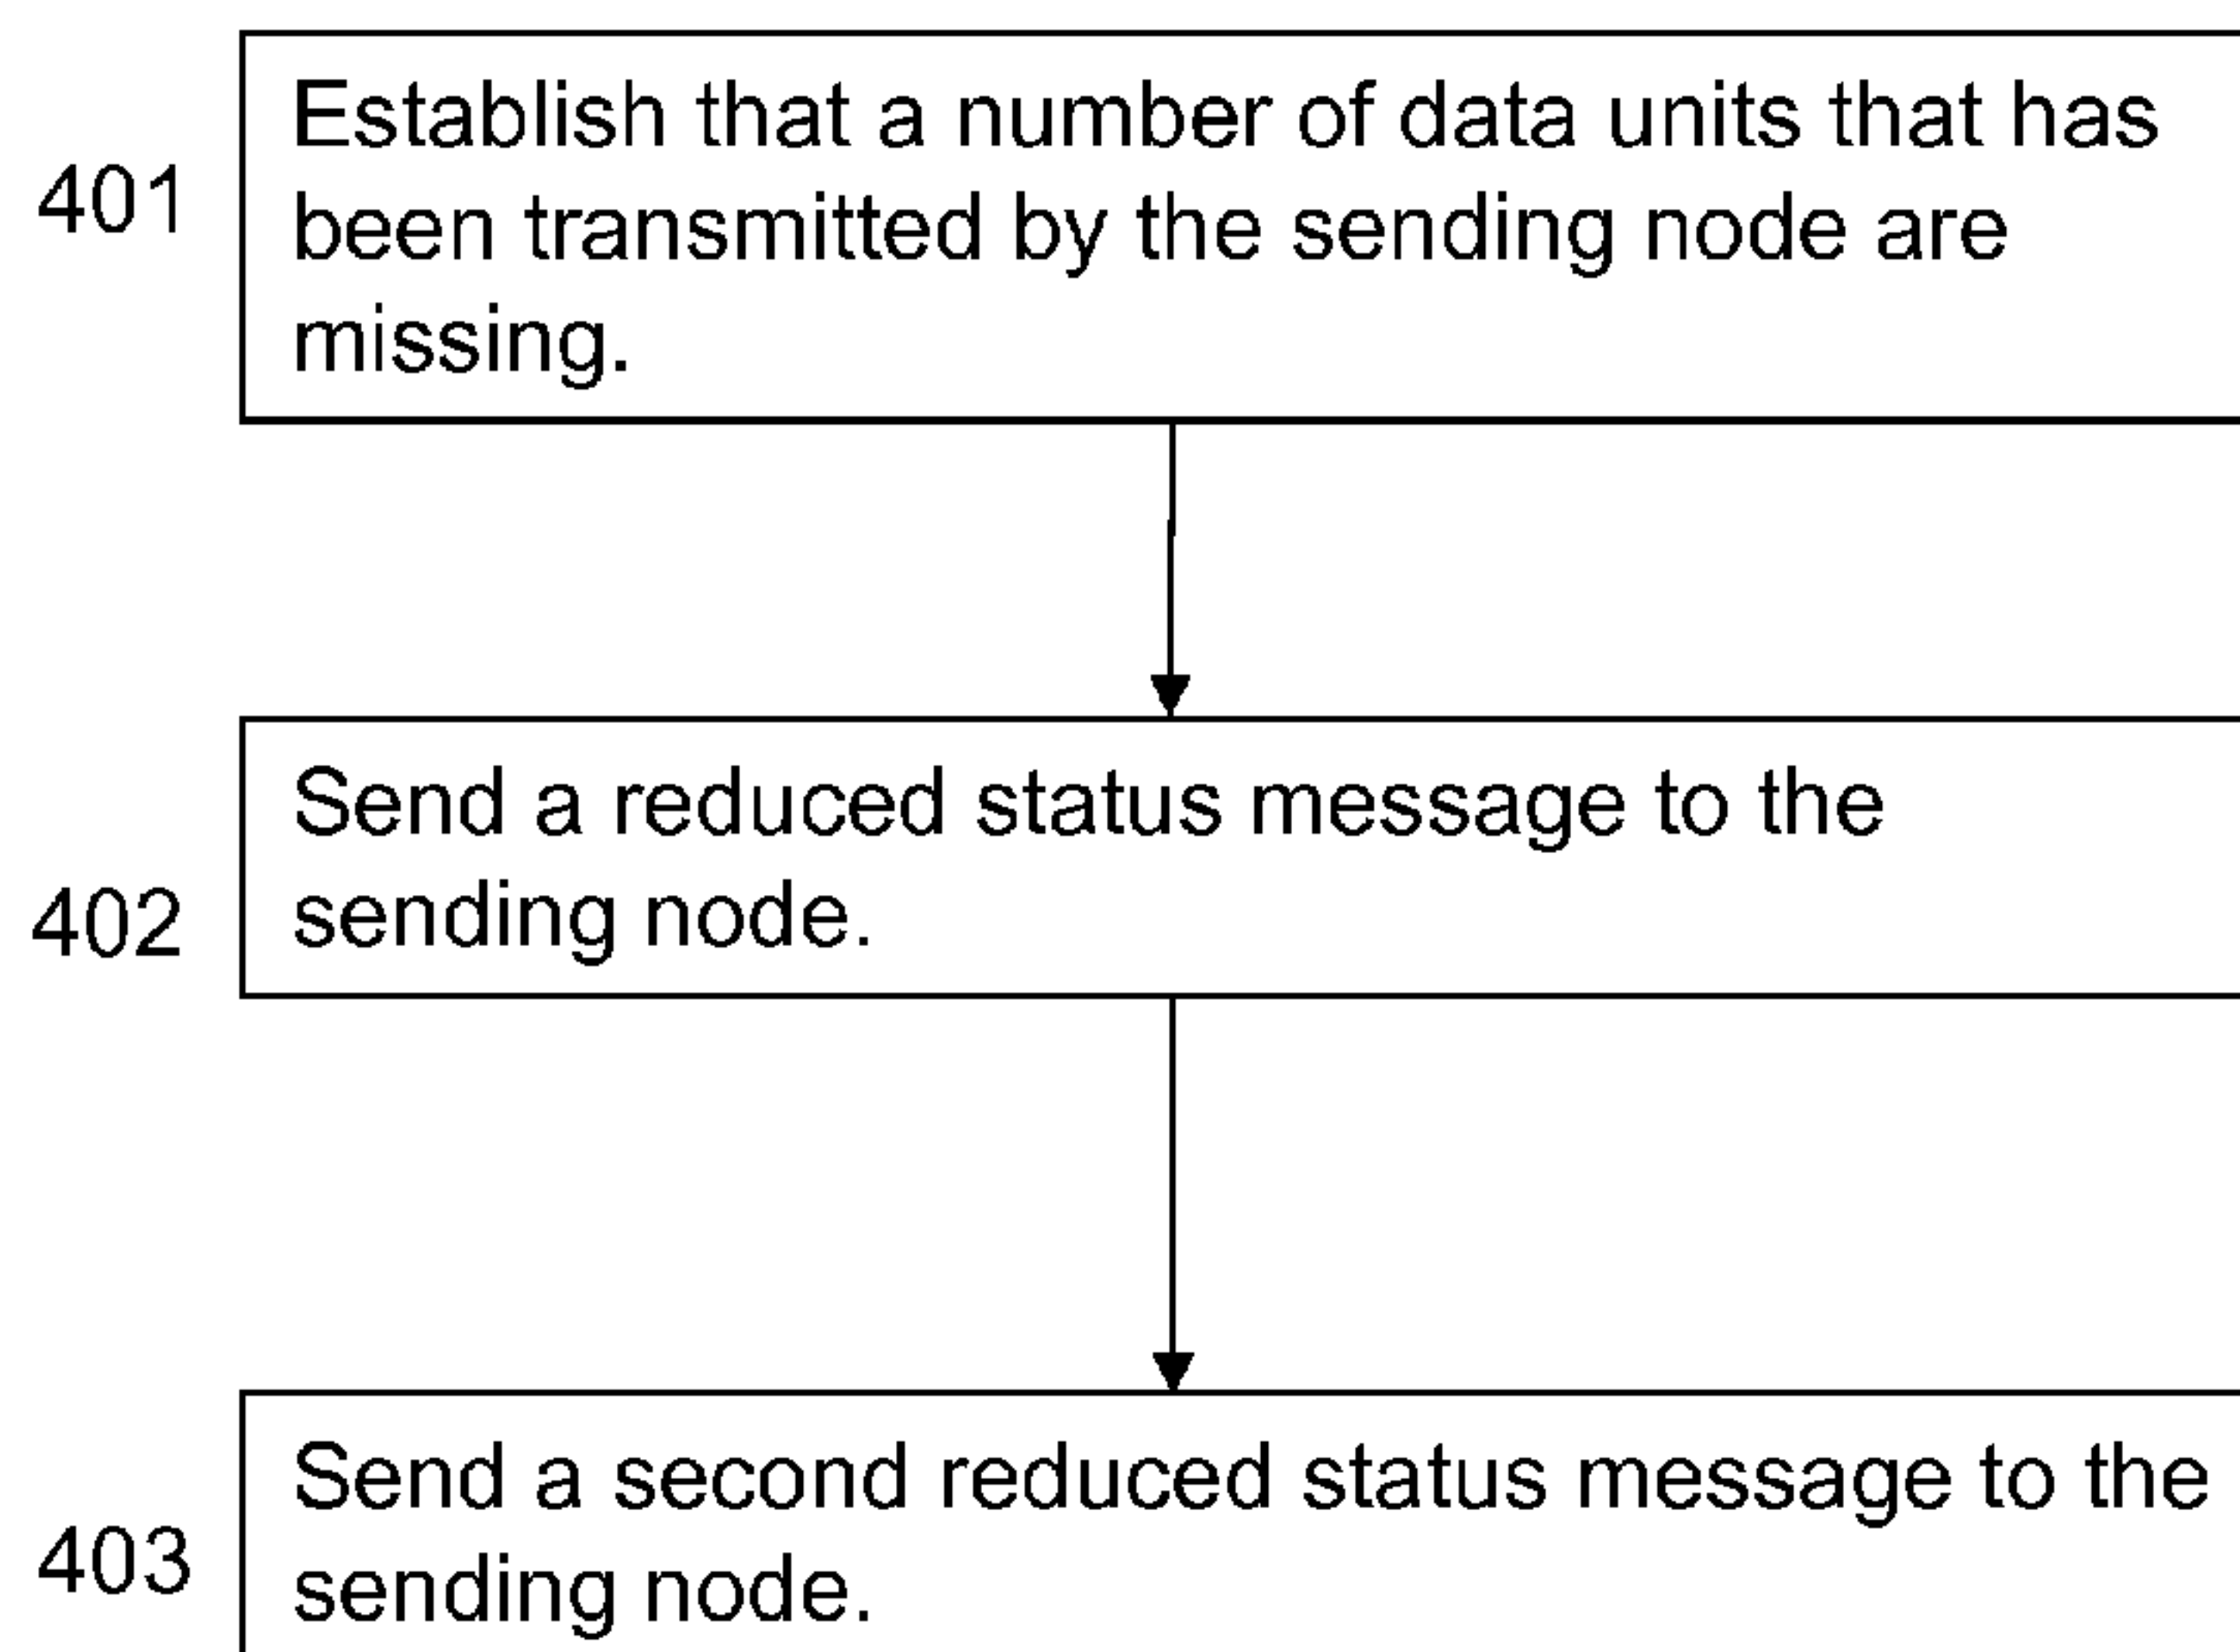 Establish that a number of data units that has
401
been transmitted by the sending node are
missing.
Send a reduced status message to the
402
sending node.
Send a second reduced status message to the
403
sending node.